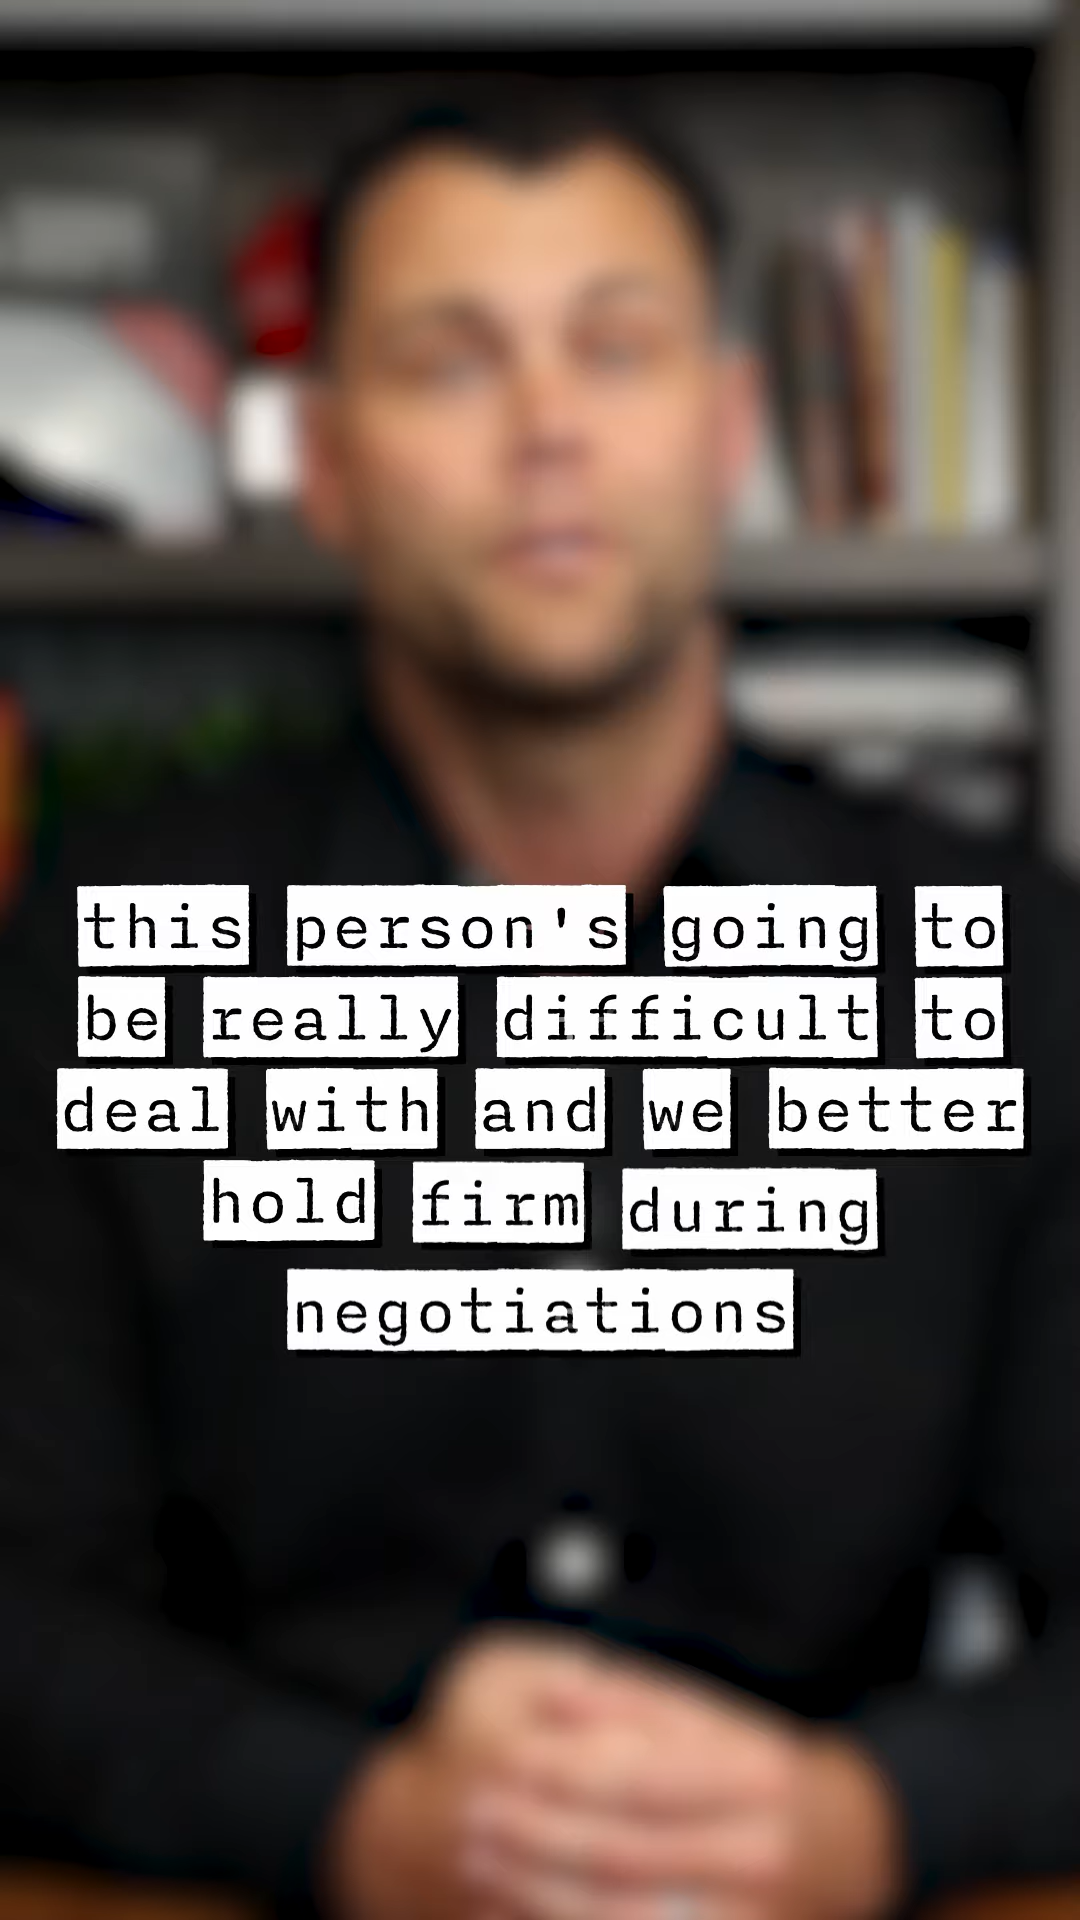 this person's going to
be really difficult to
deal with and we better
hold firm during
negotiations